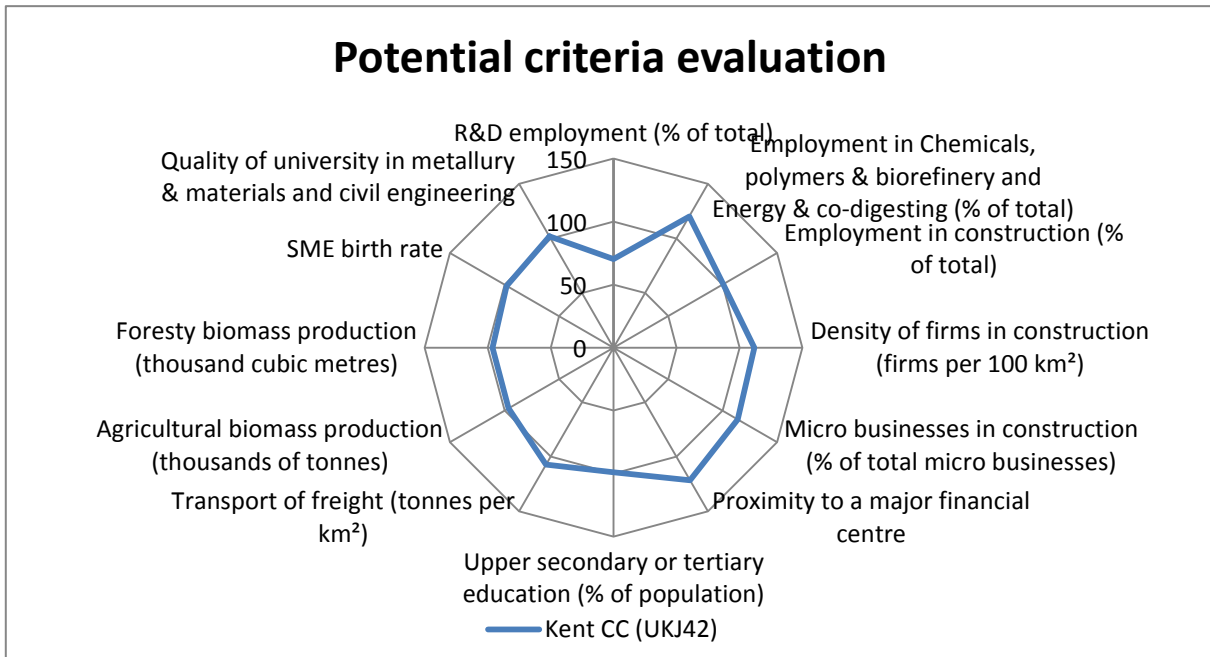 Potential criteria evaluation
R&D employment (% of total)
Employment in Chemicals,
polymers & biorefinery and
Energy & co-digesting (% of total)
Employment in construction (%
of total)
Density of firms in construction
(firms per 100 km²)
Micro businesses in construction
(% of total micro businesses)
Proximity to a major financial
centre
Upper secondary or tertiary
education (% of population)
Transport of freight (tonnes per
km²)
Agricultural biomass production
(thousands of tonnes)
Foresty biomass production
(thousand cubic metres)
SME birth rate
Quality of university in metallury
& materials and civil engineering
150
100
50
0
Kent CC (UKJ42)